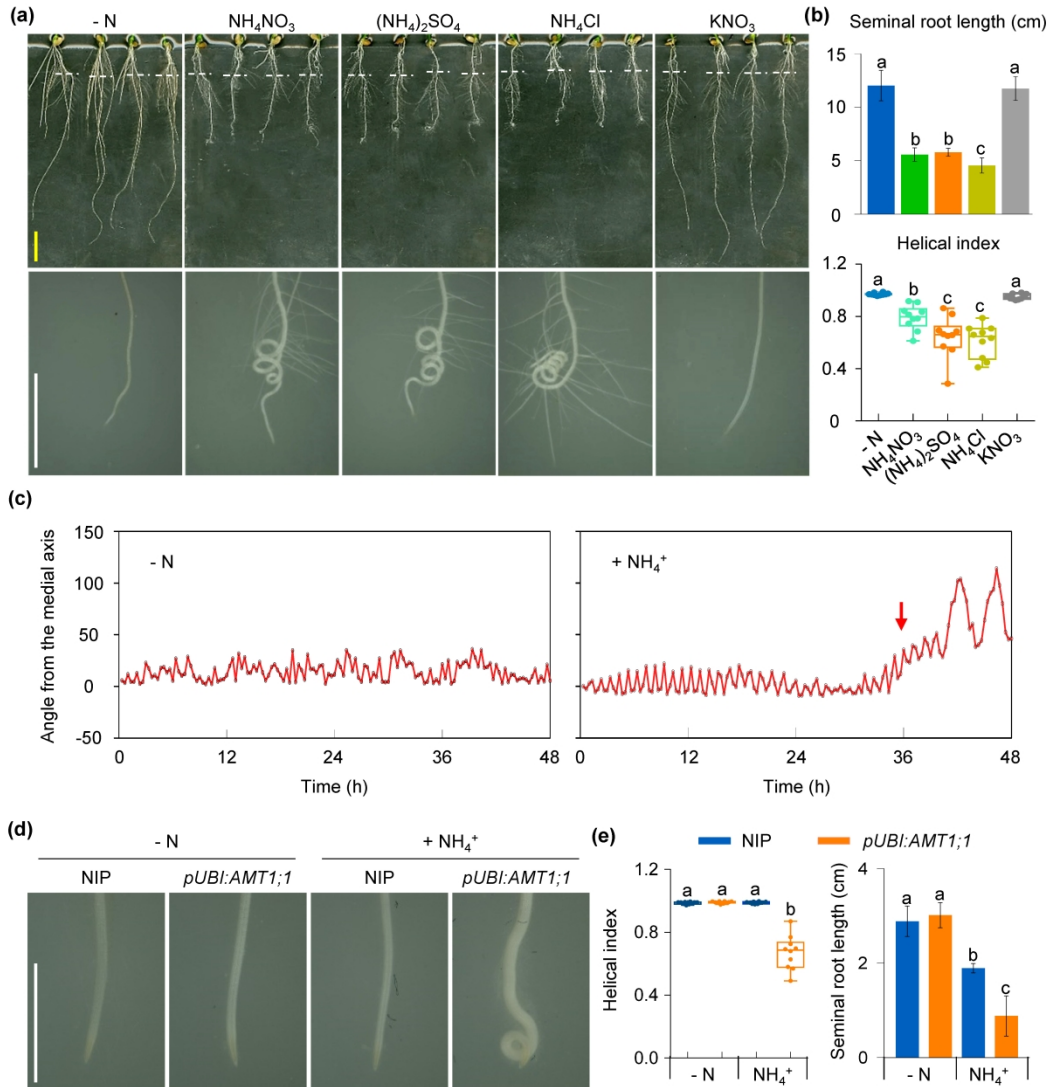 (a)
- N
NH₄NO₃
(NH₄)₂SO₄
NH₄Cl
KNO₃
(b)
Seminal root length (cm)
15
10
5
0
a
b
b
c
a
Helical index
1.2
0.8
0.4
0
a
b
c
c
a
- N
NH₄NO₃
(NH₄)₂SO₄
NH₄Cl
KNO₃
(c)
Angle from the medial axis
150
100
50
0
-50
- N
0
12
24
36
48
Time (h)
+ NH₄⁺
0
12
24
36
48
Time (h)
(d)
- N
+ NH₄⁺
NIP
pUBI:AMT1;1
NIP
pUBI:AMT1;1
(e)
NIP
pUBI:AMT1;1
Helical index
1.2
0.8
0.4
0.0
a
a
a
b
- N
NH₄⁺
Seminal root length (cm)
4
2
0
a
a
b
c
- N
NH₄⁺